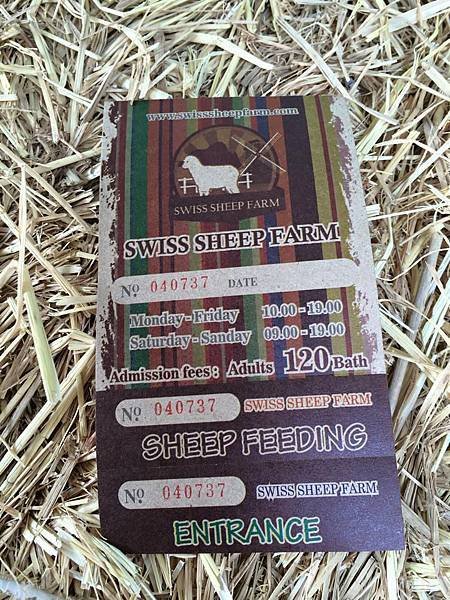 www.swisssheepfarm.com
SWISS SHEEP FARM
SWISS SHEEP FARM
No. 040737 DATE
Monday-Friday 10.00-19.00
Saturday-Sanday 09.00-19.00
Admission fees: Adults 120 Bath
No. 040737 SWISS SHEEP FARM
SHEEP FEEDING
No. 040737 SWISS SHEEP FARM
ENTRANCE